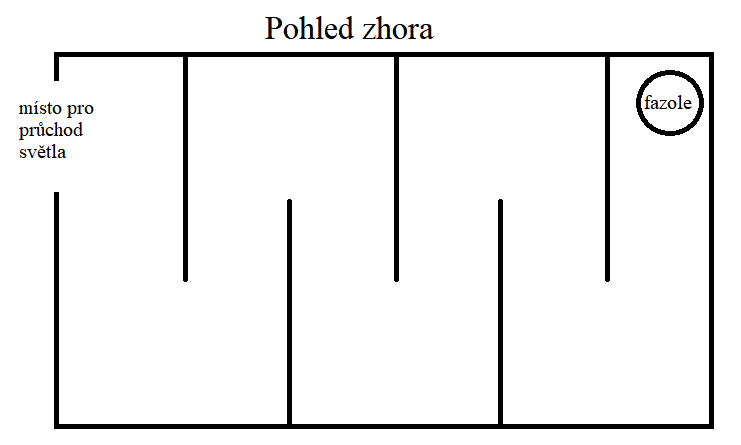 Pohled zhora
místo pro
průchod
světla
fazole